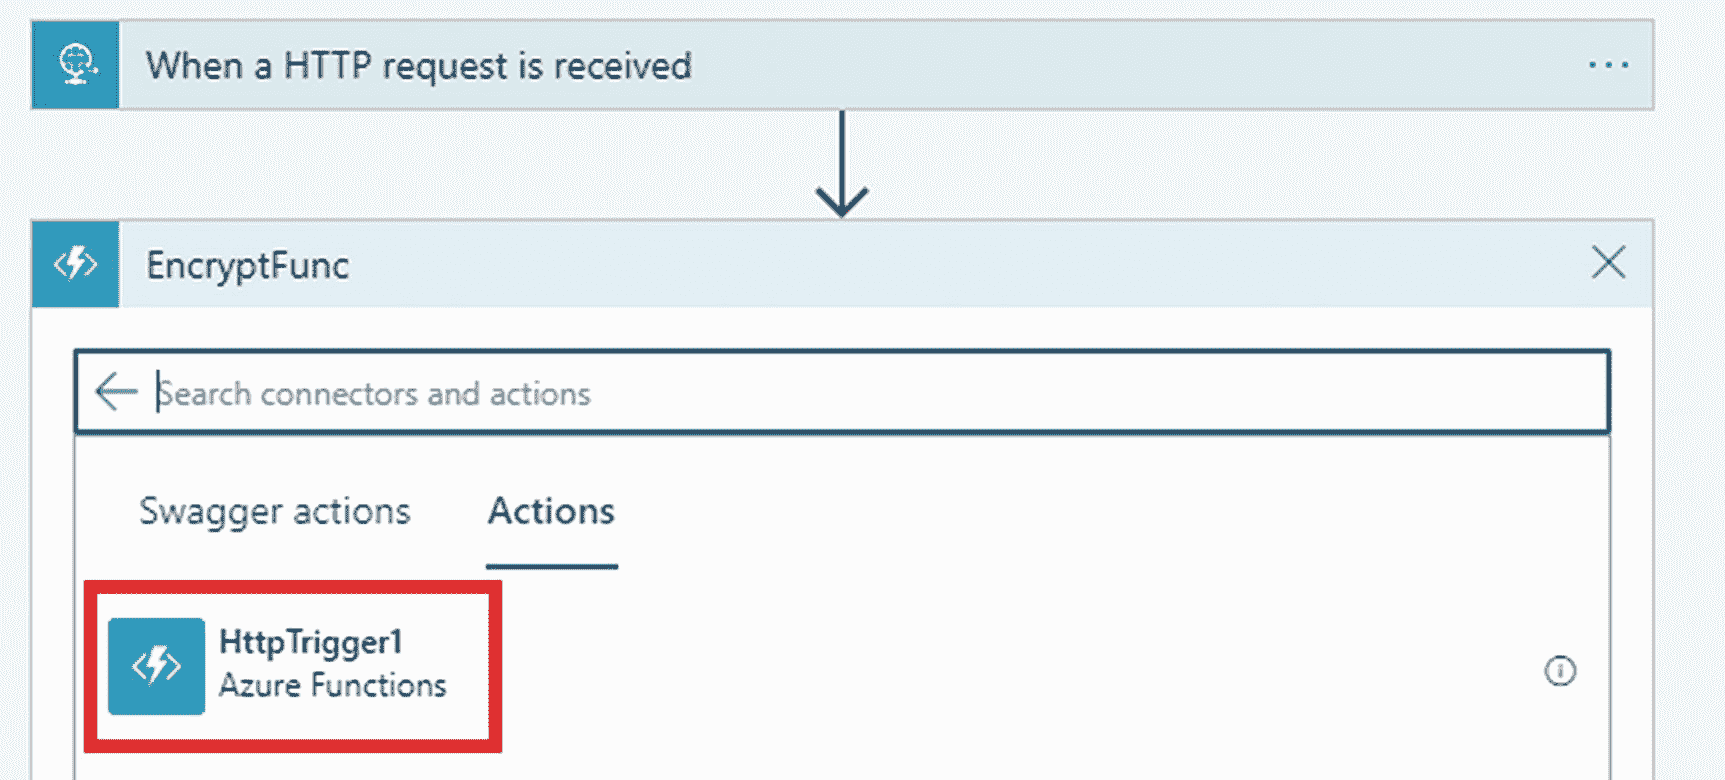 When a HTTP request is received
EncryptFunc
Search connectors and actions
Swagger actions Actions
HttpTrigger1
Azure Functions